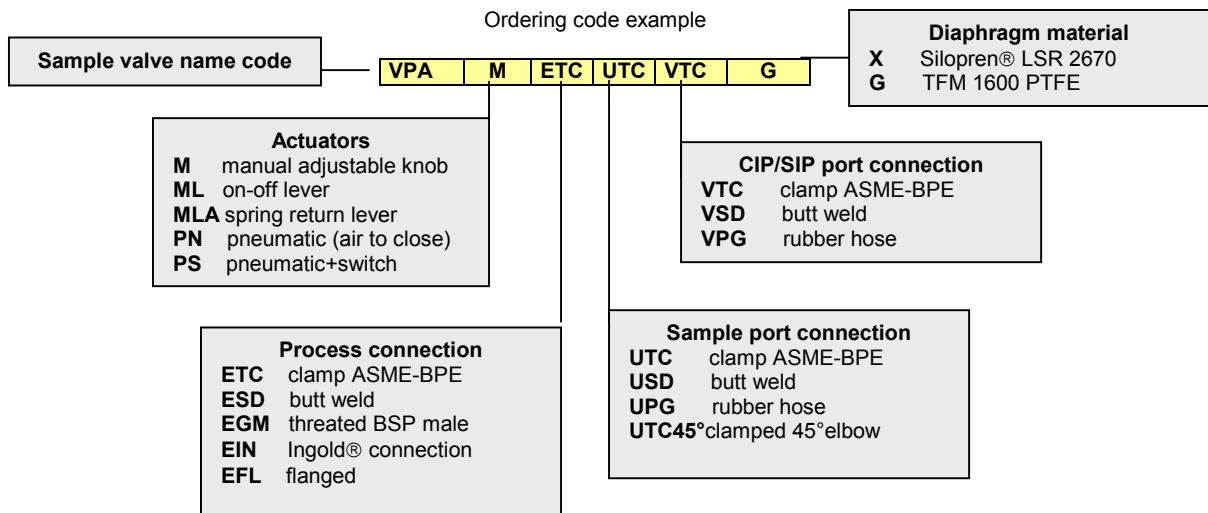 Ordering code example
Sample valve name code
VPA M ETC UTC VTC G
Diaphragm material
X Silopren® LSR 2670
G TFM 1600 PTFE
Actuators
M manual adjustable knob
ML on-off lever
MLA spring return lever
PN pneumatic (air to close)
PS pneumatic+switch
CIP/SIP port connection
VTC clamp ASME-BPE
VSD butt weld
VPG rubber hose
Process connection
ETC clamp ASME-BPE
ESD butt weld
EGM threated BSP male
EIN Ingold® connection
EFL flanged
Sample port connection
UTC clamp ASME-BPE
USD butt weld
UPG rubber hose
UTC45°clamped 45°elbow